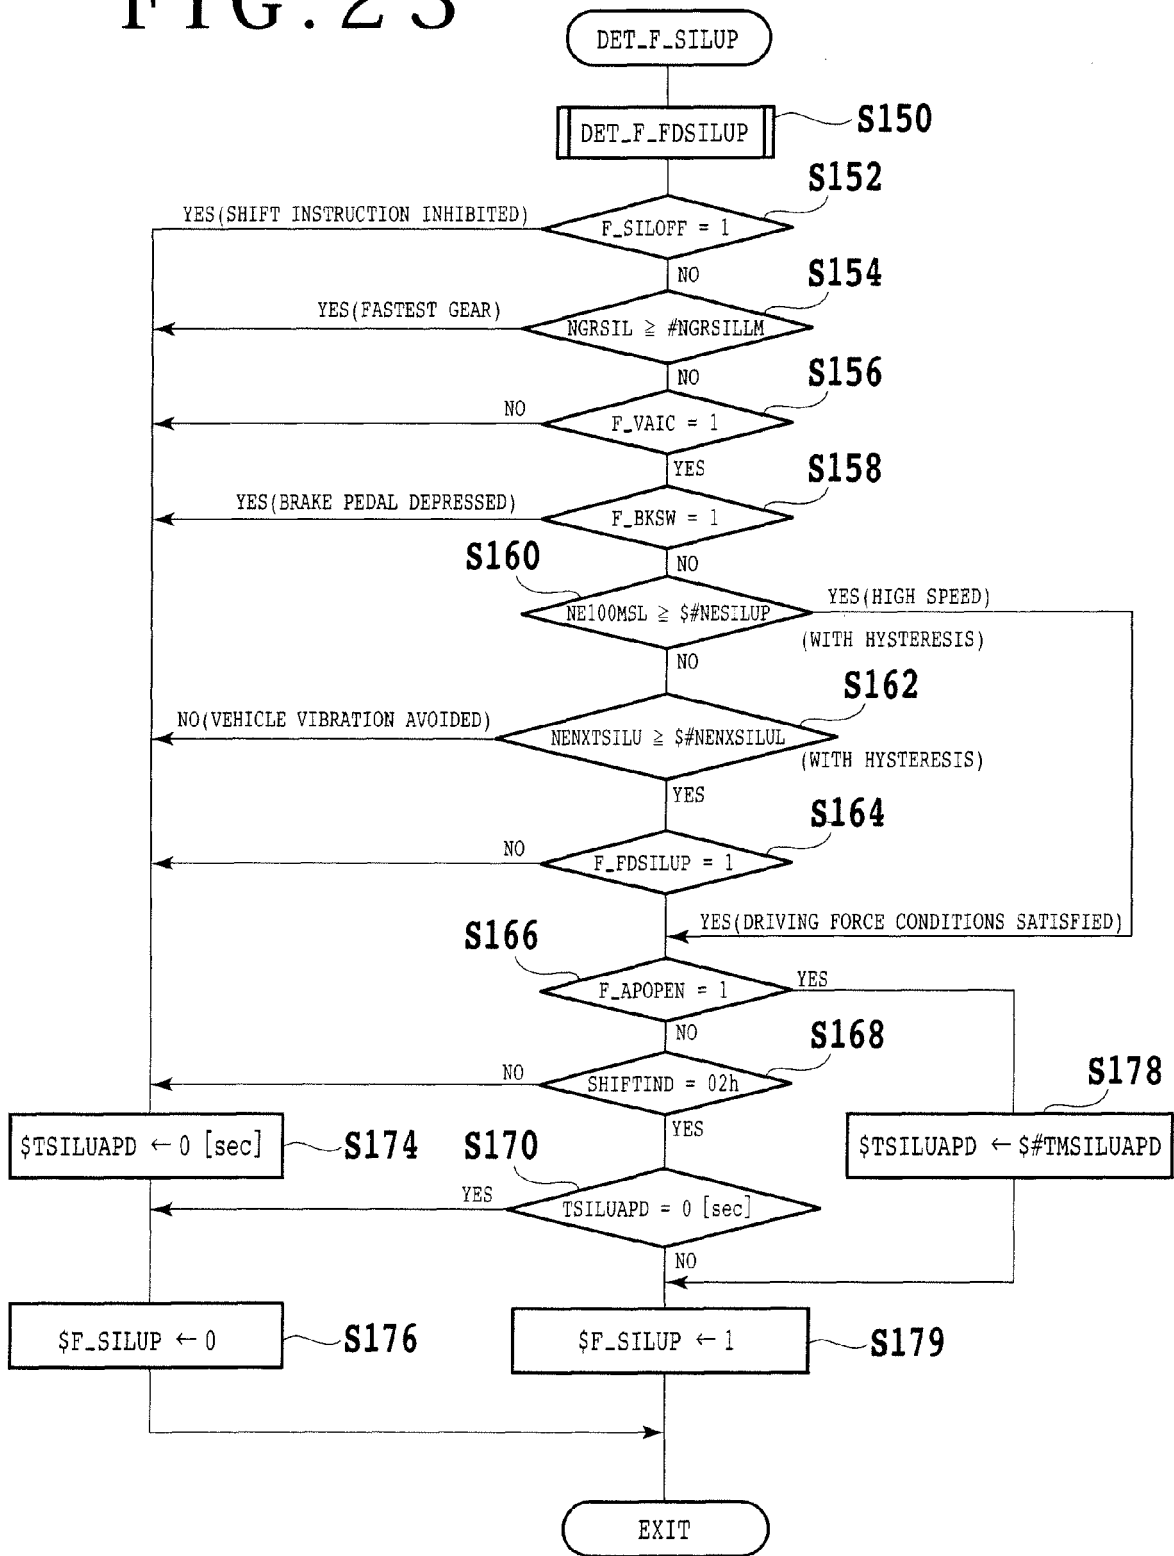 FIG.23
DET_F_SILUP
DET_F_FDSILUP
S150
S152
YES(SHIFT INSTRUCTION INHIBITED)
F_SILOFF = 1
NO
S154
YES(FASTEST GEAR)
NGRSIL ≧ #NGRSILLM
NO
S156
NO
F_VAIC = 1
YES
S158
YES(BRAKE PEDAL DEPRESSED)
F_BKSW = 1
NO
S160
NE100MSL ≧ $#NESILUP
YES(HIGH SPEED)
(WITH HYSTERESIS)
NO
S162
NO(VEHICLE VIBRATION AVOIDED)
NENXTSILU ≧ $#NENXSILUL
(WITH HYSTERESIS)
YES
S164
NO
F_FDSILUP = 1
YES(DRIVING FORCE CONDITIONS SATISFIED)
S166
F_APOPEN = 1
YES
NO
S168
NO
SHIFTIND = 02h
YES
S178
$TSILUAPD ← 0 [sec]
S174
S170
$TSILUAPD ← $#TMSILUAPD
YES
TSILUAPD = 0 [sec]
NO
$F_SILUP ← 0
S176
$F_SILUP ← 1
S179
EXIT